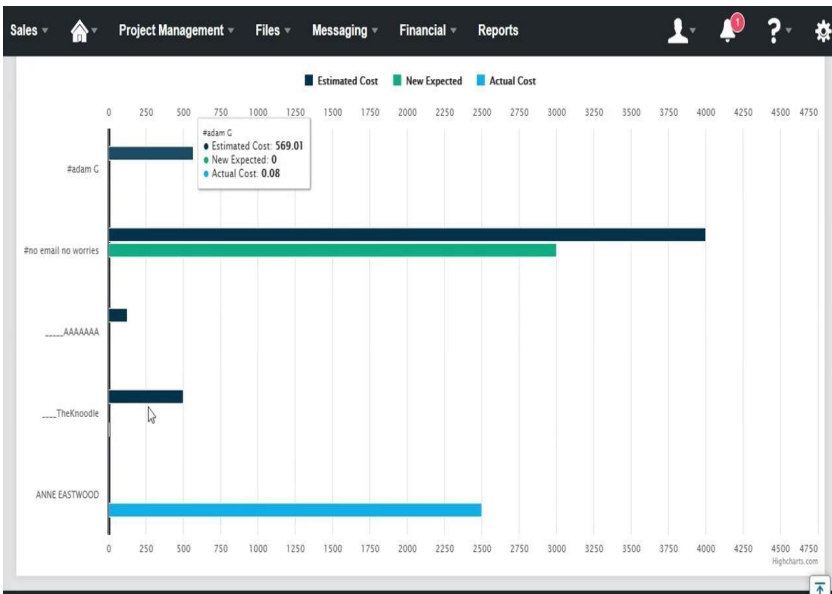 Sales Project Management Files Messaging Financial Reports 1 ?
Estimated Cost New Expected Actual Cost
0 250 500 750 1000 1250 1500 1750 2000 2250 2500 2750 3000 3250 3500 3750 4000 4250 4500 4750
#adam G
Estimated Cost: 569.01
New Expected: 0
Actual Cost: 0.08
#adam G
#no email no worries
_____AAAAAAA
____TheKnoodle
ANNE EASTWOOD
0 250 500 750 1000 1250 1500 1750 2000 2250 2500 2750 3000 3250 3500 3750 4000 4250 4500 4750
Highcharts.com